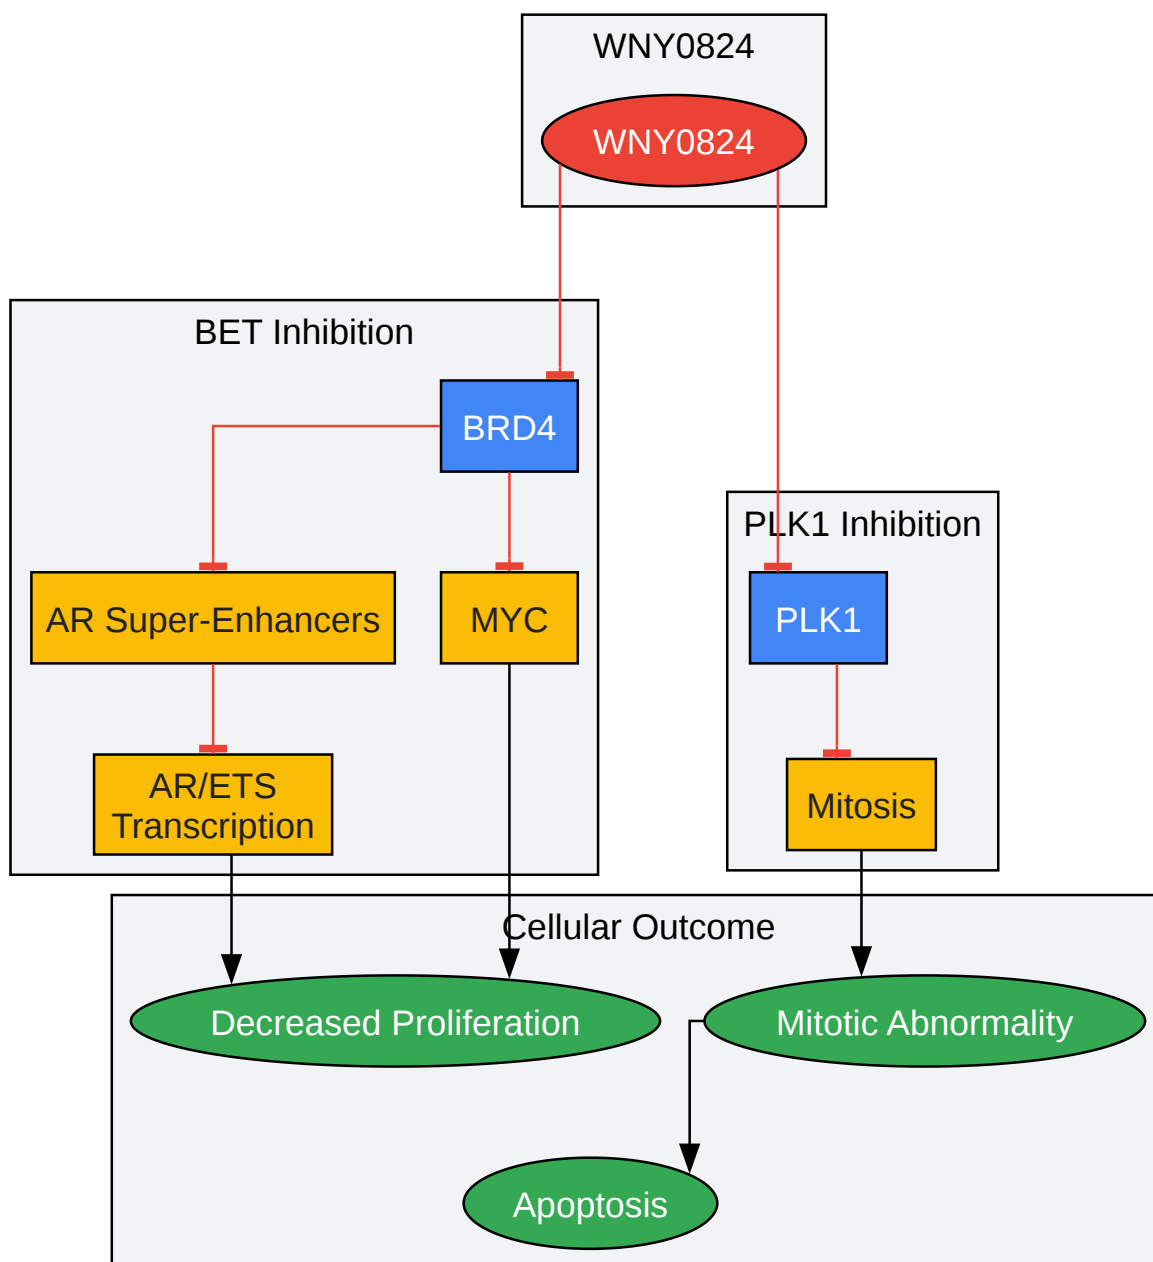 WNY0824
WNY0824
BET Inhibition
BRD4
PLK1 Inhibition
AR Super-Enhancers
MYC
PLK1
AR/ETS
Transcription
Mitosis
Cellular Outcome
Decreased Proliferation
Mitotic Abnormality
Apoptosis